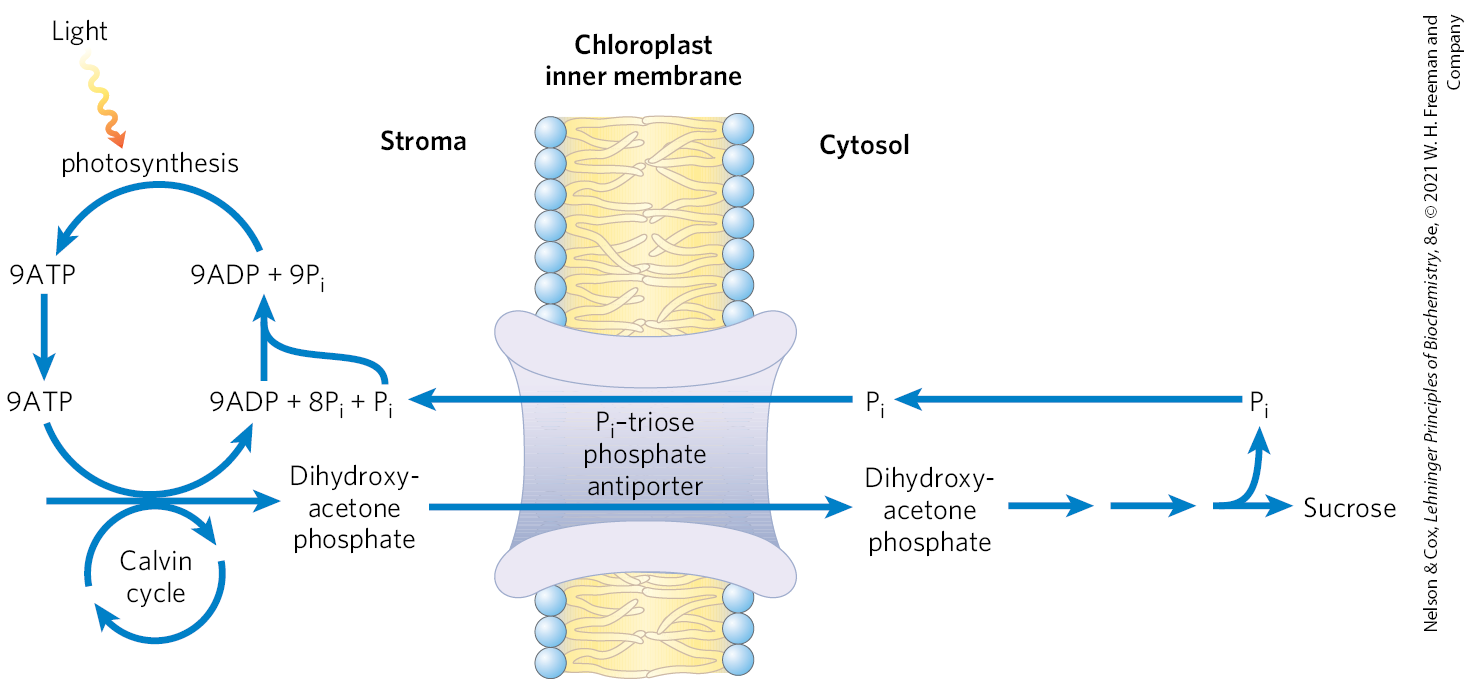 Light
Chloroplast
inner membrane
Stroma
Cytosol
photosynthesis
9ATP
9ADP + 9Pi
9ATP
9ADP + 8Pi + Pi
Pi
Pi
Pi–triose
phosphate
antiporter
Dihydroxy-
acetone
phosphate
Dihydroxy-
acetone
phosphate
Sucrose
Calvin
cycle
Nelson & Cox, Lehninger Principles of Biochemistry, 8e, © 2021 W. H. Freeman and
Company